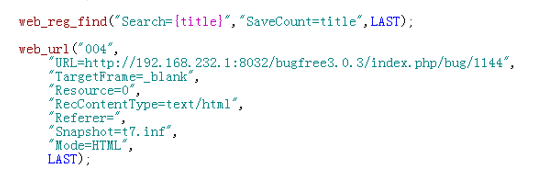 web_reg_find("Search={title}","SaveCount=title",LAST);
web_url("004",
"URL=http://192.168.232.1:8032/bugfree3.0.3/index.php/bug/1144",
"TargetFrame=_blank",
"Resource=0",
"RecContentType=text/html",
"Referer=",
"Snapshot=t7.inf",
"Mode=HTML",
LAST);